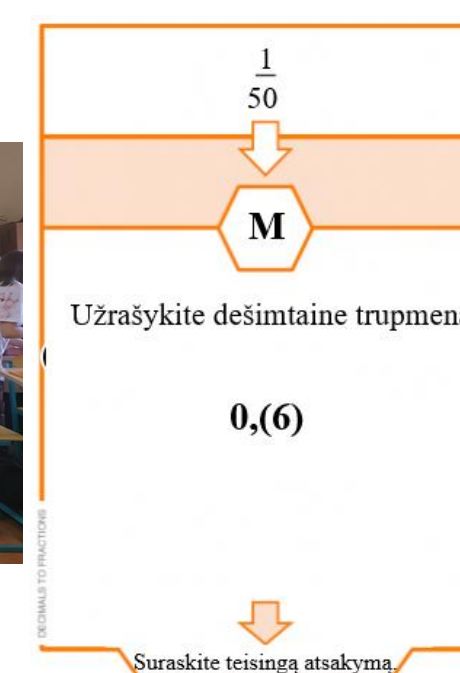 1
50
M
Užrašykite dešimtaine trupmena
0,(6)
DECIMALS TO FRACTIONS
Suraskite teisingą atsakymą.